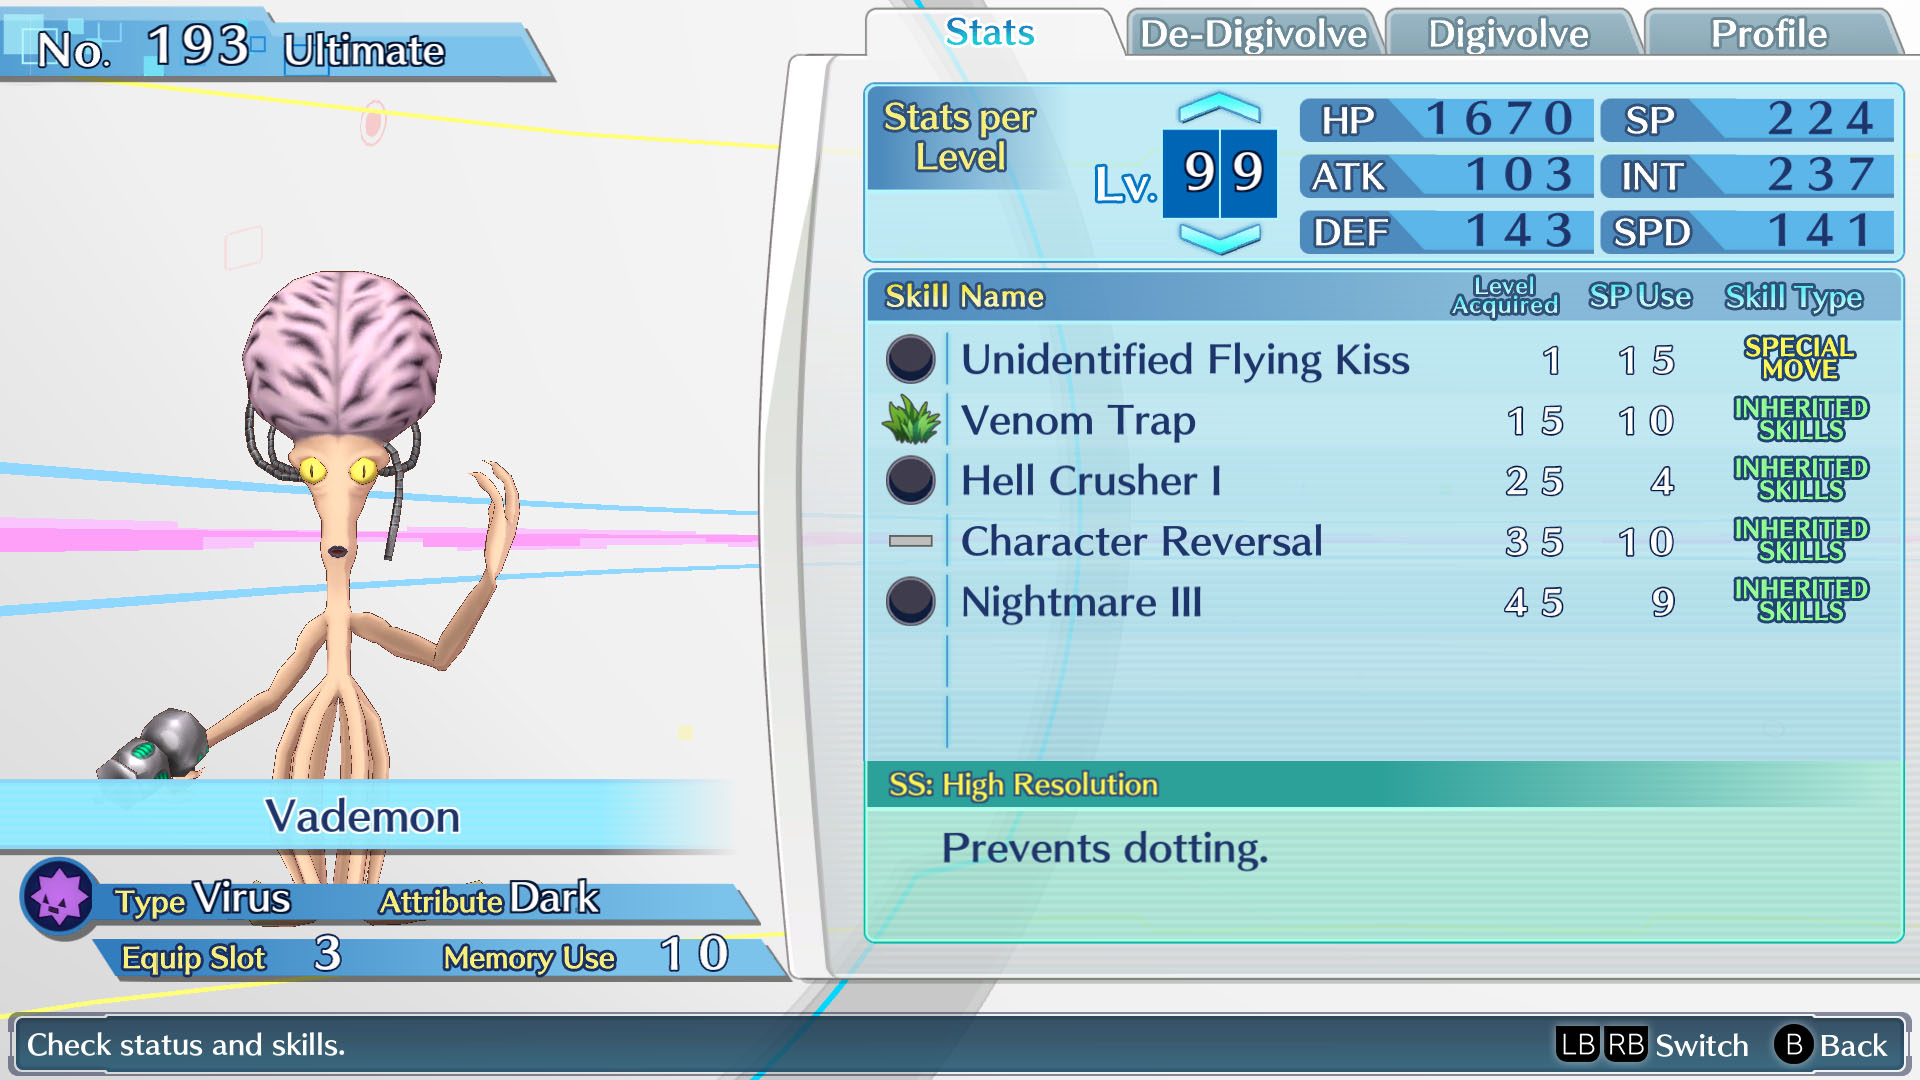 No. 193 Ultimate
Stats De-Digivolve Digivolve Profile
Stats per
Level
Lv. 99
HP 1670 SP 224
ATK 103 INT 237
DEF 143 SPD 141
Skill Name Level Acquired SP Use Skill Type
Unidentified Flying Kiss 1 15 SPECIAL MOVE
Venom Trap 15 10 INHERITED SKILLS
Hell Crusher I 25 4 INHERITED SKILLS
Character Reversal 35 10 INHERITED SKILLS
Nightmare III 45 9 INHERITED SKILLS
SS: High Resolution
Prevents dotting.
Vademon
Type Virus Attribute Dark
Equip Slot 3 Memory Use 10
Check status and skills.
LB RB Switch B Back